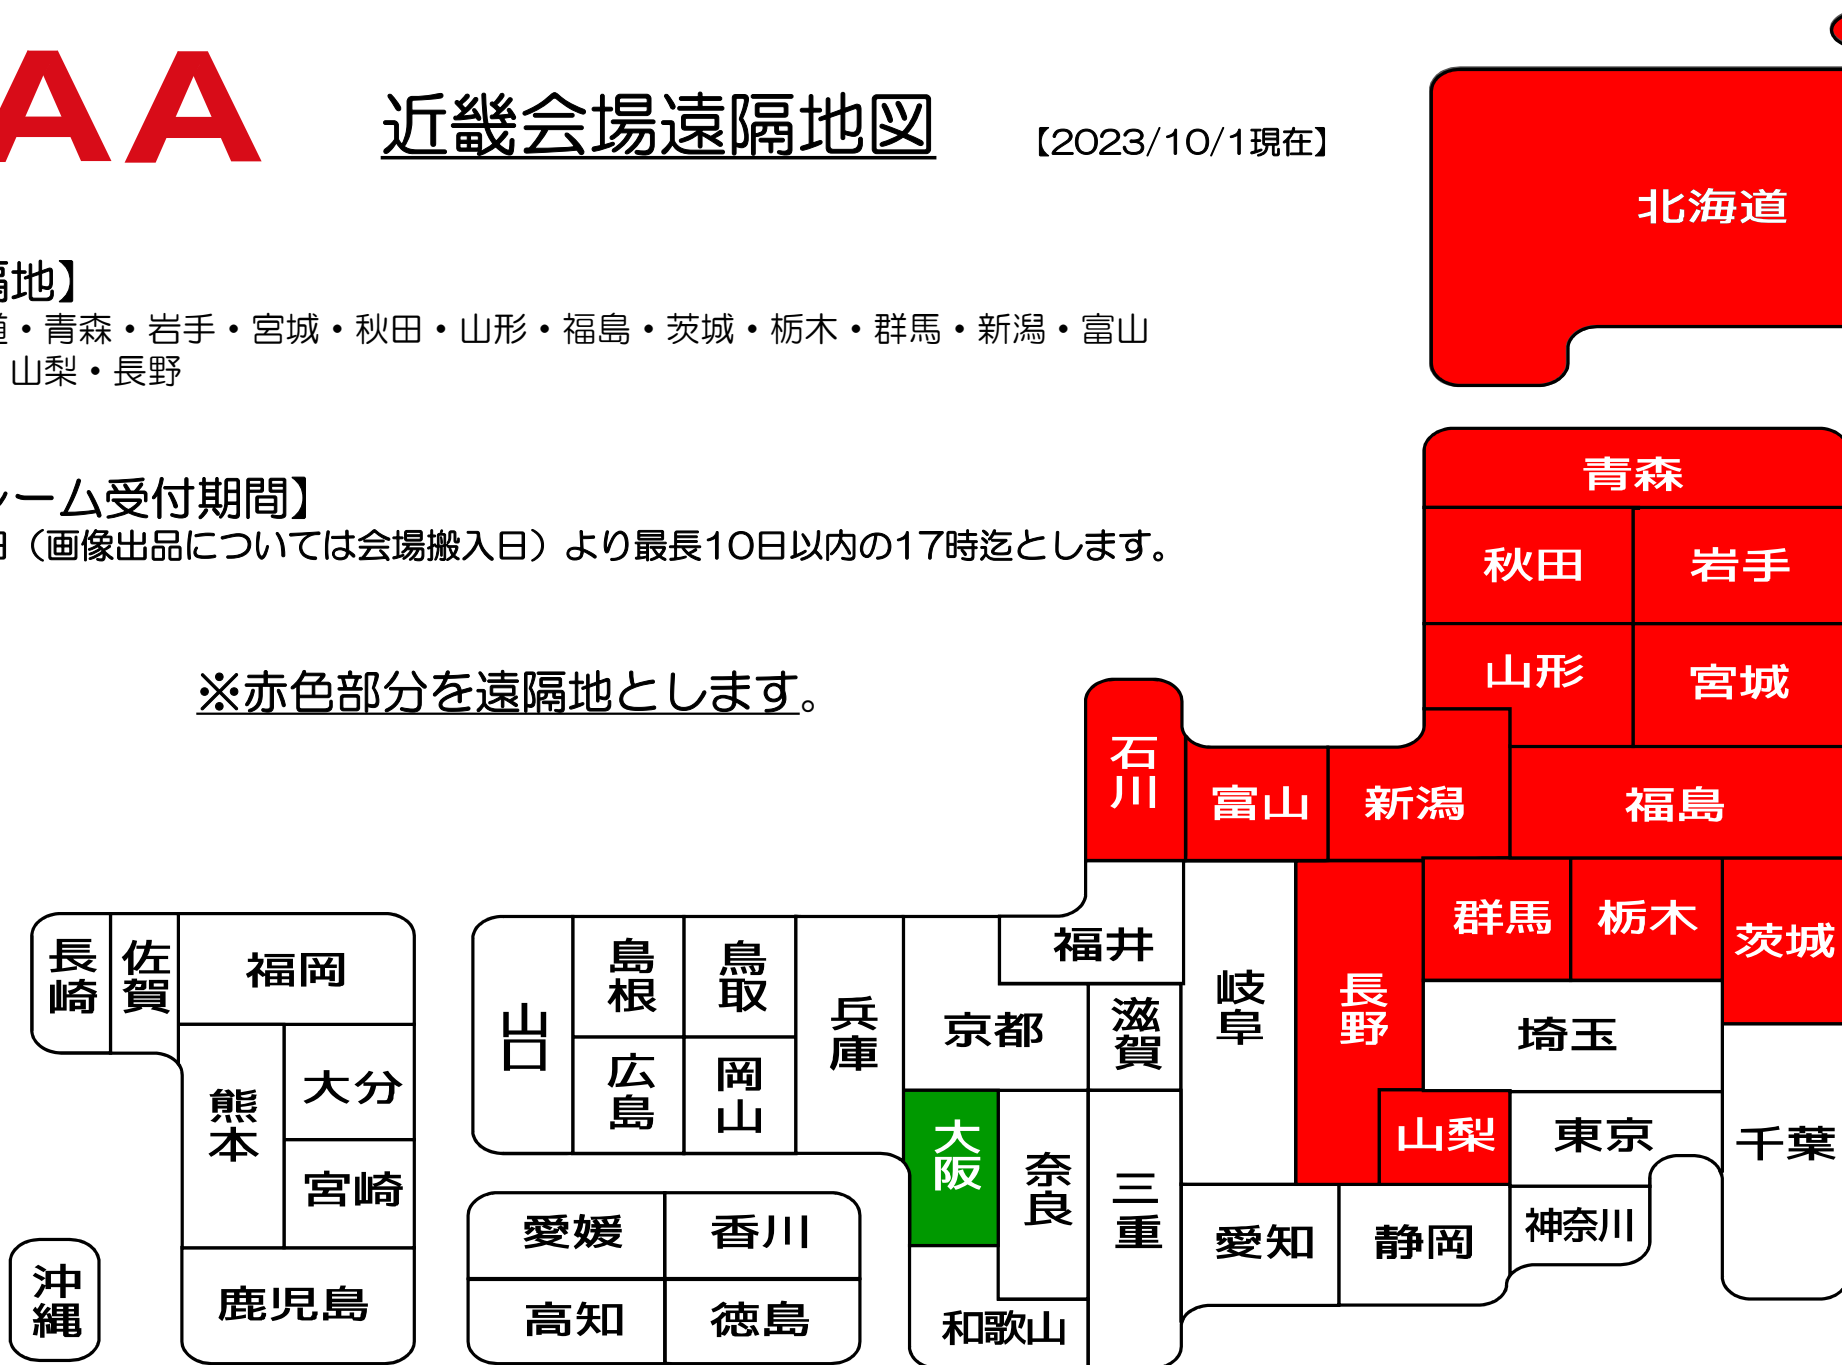 AA
近畿会場遠隔地図
【2023/10/1現在】
隔地】
道・青森・岩手・宮城・秋田・山形・福島・茨城・栃木・群馬・新潟・富山
山梨・長野
レーム受付期間】
日（画像出品については会場搬入日）より最長10日以内の17時迄とします。
※赤色部分を遠隔地とします。
北海道
青森
秋田
岩手
山形
宮城
石川
富山
新潟
福島
群馬
栃木
茨城
長野
山梨
埼玉
東京
千葉
神奈川
福井
岐阜
愛知
静岡
京都
滋賀
三重
大阪
奈良
和歌山
兵庫
鳥取
島根
岡山
広島
山口
愛媛
香川
高知
徳島
長崎
佐賀
福岡
熊本
大分
宮崎
鹿児島
沖縄